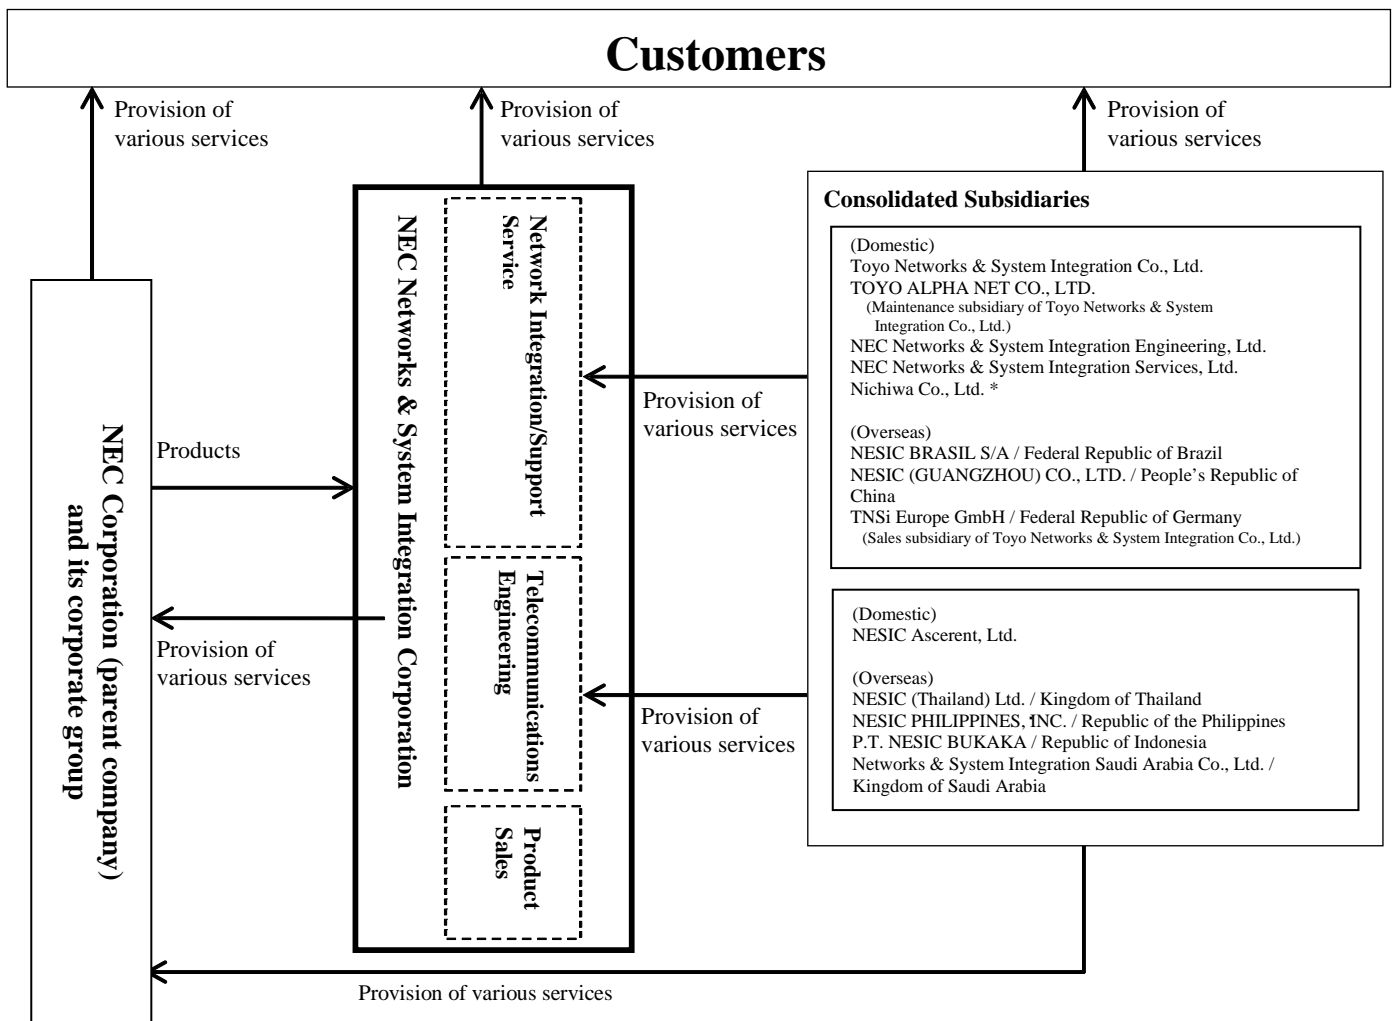 Customers
Provision of
various services
Provision of
various services
Provision of
various services
NEC Corporation (parent company)
and its corporate group
Products
Provision of
various services
NEC Networks & System Integration Corporation
Network Integration/Support
Service
Telecommunications
Engineering
Product
Sales
Provision of
various services
Provision of
various services
Consolidated Subsidiaries
(Domestic)
Toyo Networks & System Integration Co., Ltd.
TOYO ALPHA NET CO., LTD.
(Maintenance subsidiary of Toyo Networks & System
Integration Co., Ltd.)
NEC Networks & System Integration Engineering, Ltd.
NEC Networks & System Integration Services, Ltd.
Nichiwa Co., Ltd. *
(Overseas)
NESIC BRASIL S/A / Federal Republic of Brazil
NESIC (GUANGZHOU) CO., LTD. / People’s Republic of
China
TNSi Europe GmbH / Federal Republic of Germany
(Sales subsidiary of Toyo Networks & System Integration Co., Ltd.)
(Domestic)
NESIC Ascerent, Ltd.
(Overseas)
NESIC (Thailand) Ltd. / Kingdom of Thailand
NESIC PHILIPPINES, INC. / Republic of the Philippines
P.T. NESIC BUKAKA / Republic of Indonesia
Networks & System Integration Saudi Arabia Co., Ltd. /
Kingdom of Saudi Arabia
Provision of various services